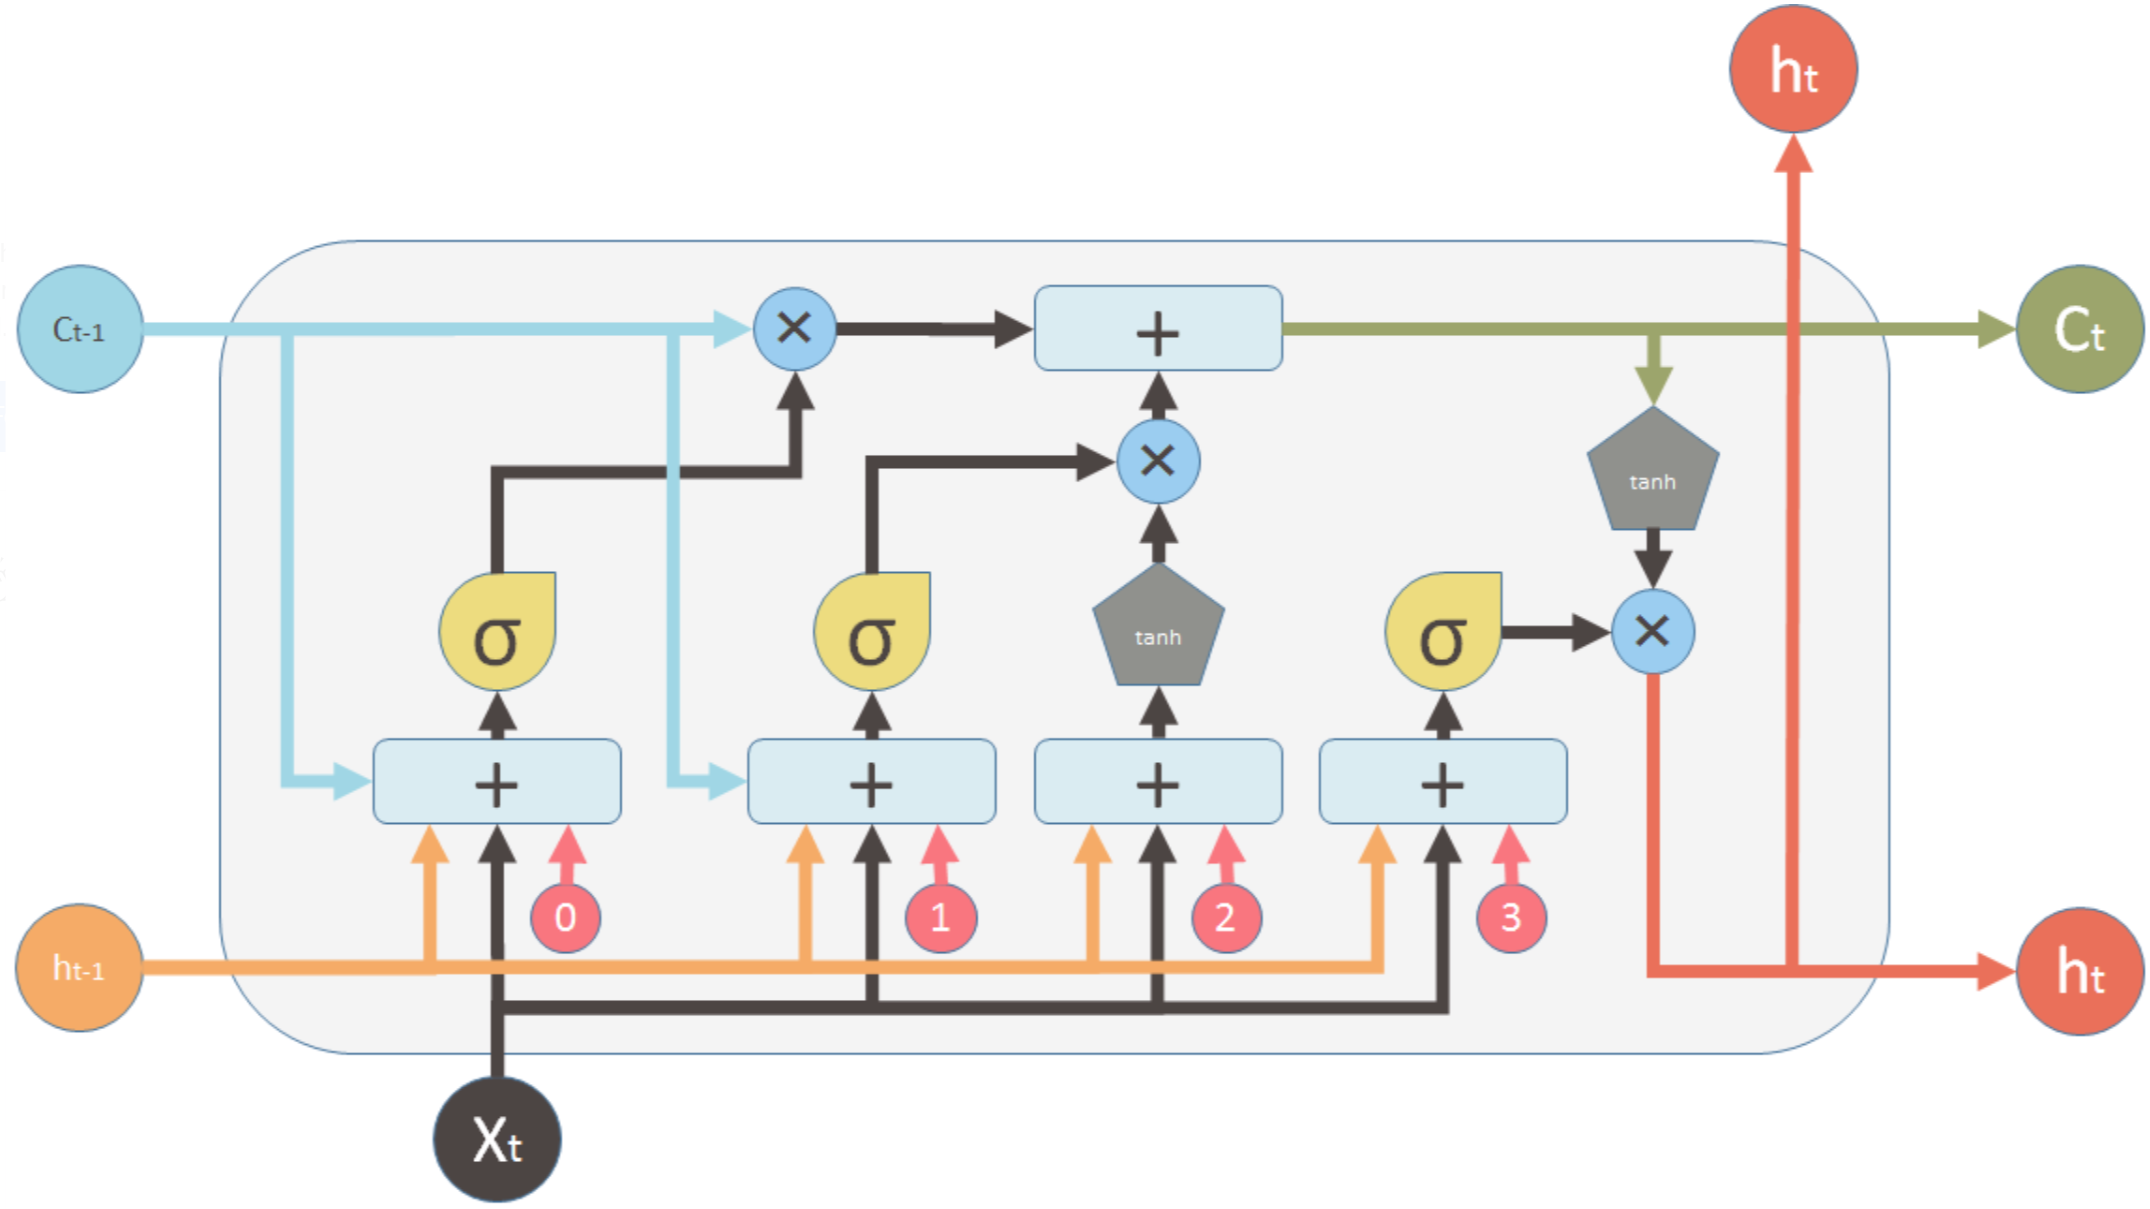 ht
Ct-1
×
+
Ct
×
tanh
σ
σ
tanh
σ
×
+
+
+
+
0
1
2
3
ht-1
ht
Xt